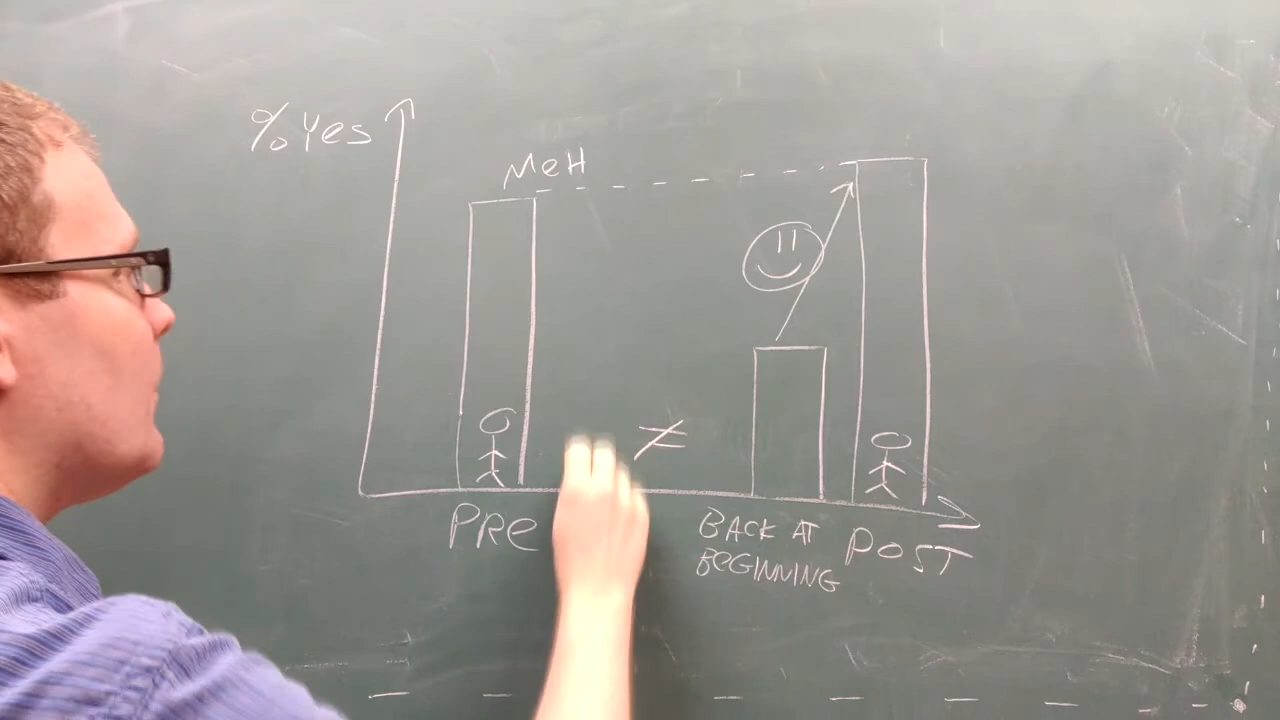 % Yes
MeH
≠
PRe
BACK AT
BEGINNING
POST